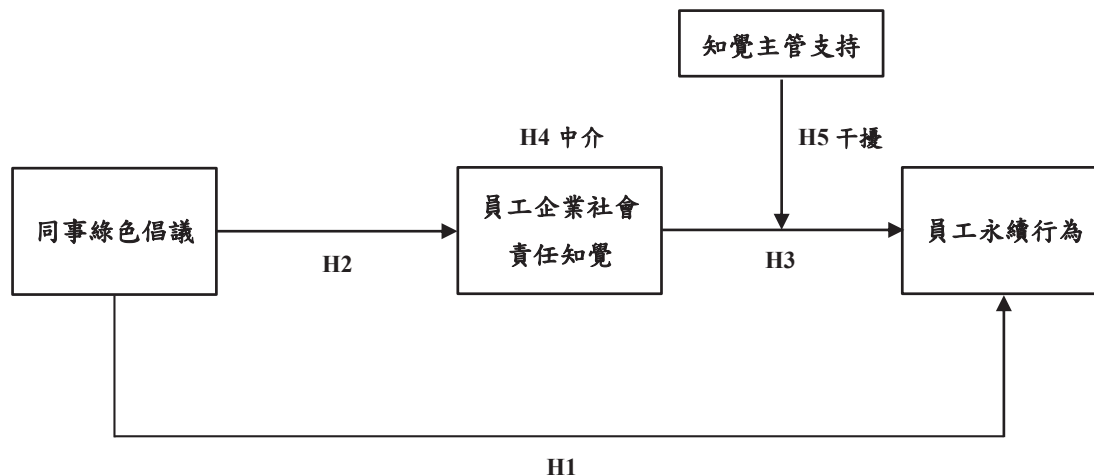 知覺主管支持
H4 中介
H5 干擾
同事綠色倡議
員工企業社會
責任知覺
員工永續行為
H2
H3
H1